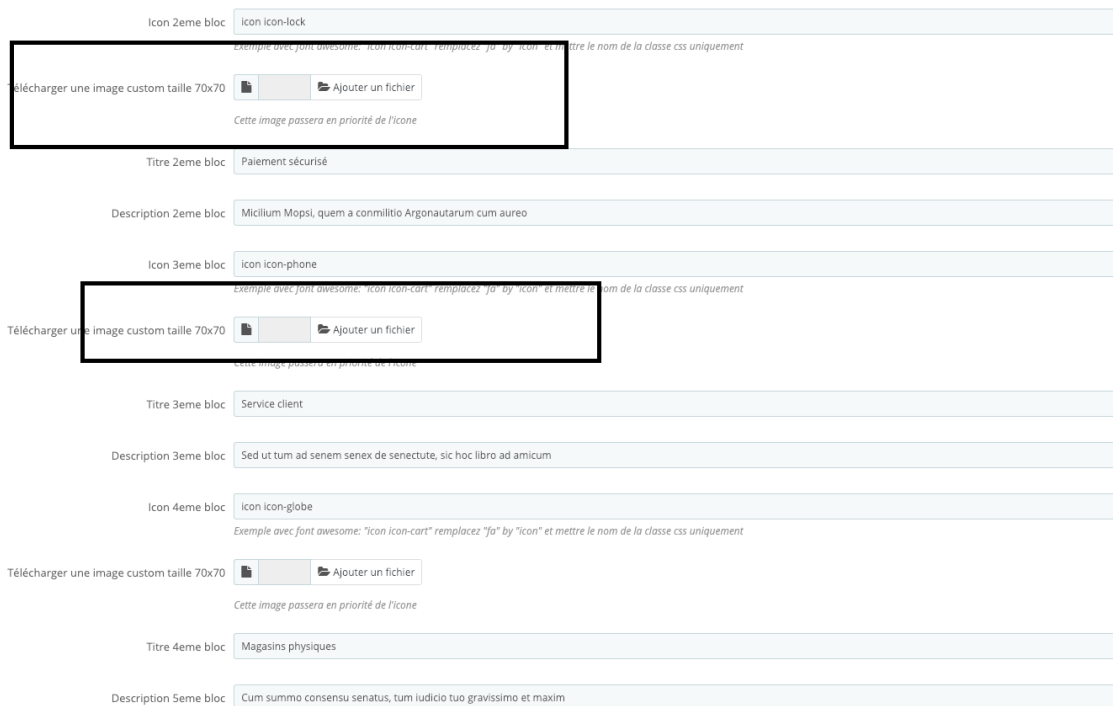 Icon 2eme bloc icon icon-lock
Exemple avec font awesome: "icon icon-cart" remplacez "fa" by "icon" et mettre le nom de la classe css uniquement
Télécharger une image custom taille 70x70 Ajouter un fichier
Cette image passera en priorité de l'icone
Titre 2eme bloc Paiement sécurisé
Description 2eme bloc Micilium Mopsi, quem a conmilitio Argonautarum cum aureo
Icon 3eme bloc icon icon-phone
Exemple avec font awesome: "icon icon-cart" remplacez "fa" by "icon" et mettre le nom de la classe css uniquement
Télécharger une image custom taille 70x70 Ajouter un fichier
Cette image passera en priorité de l'icone
Titre 3eme bloc Service client
Description 3eme bloc Sed ut tum ad senem senex de senectute, sic hoc libro ad amicum
Icon 4eme bloc icon icon-globe
Exemple avec font awesome: "icon icon-cart" remplacez "fa" by "icon" et mettre le nom de la classe css uniquement
Télécharger une image custom taille 70x70 Ajouter un fichier
Cette image passera en priorité de l'icone
Titre 4eme bloc Magasins physiques
Description 5eme bloc Cum summo consensu senatus, tum iudicio tuo gravissimo et maxim